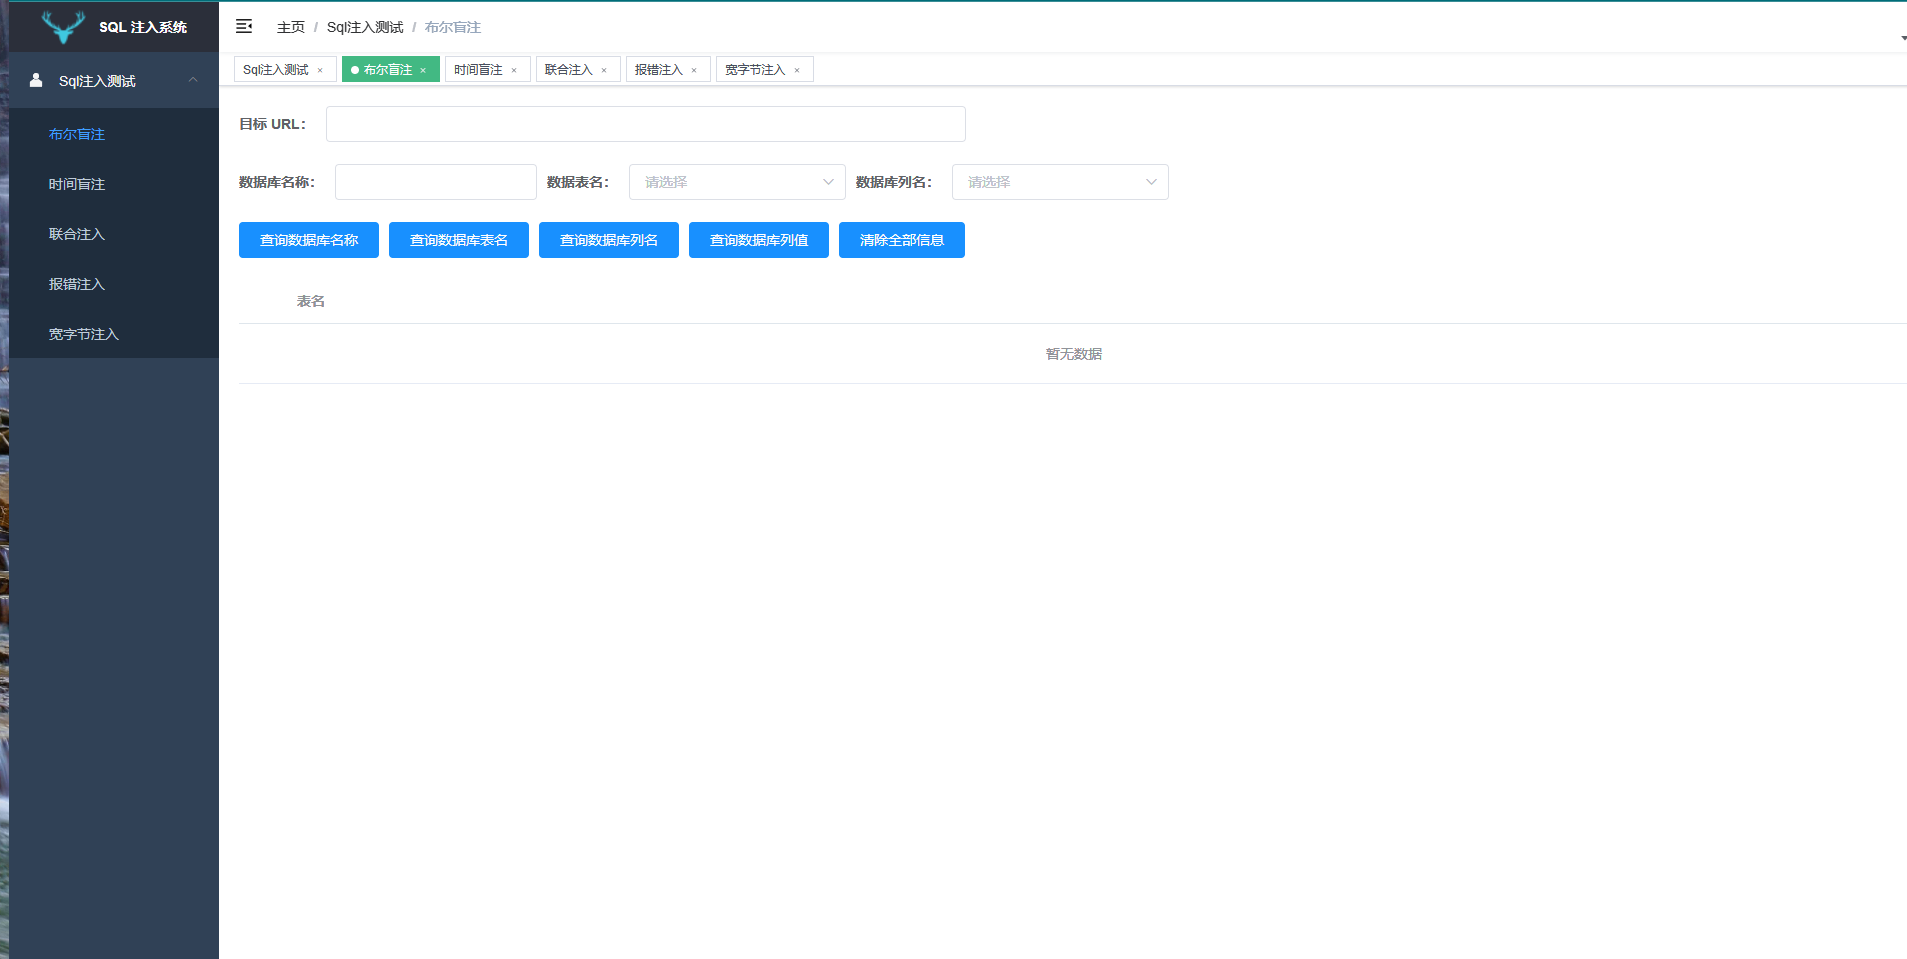 SQL 注入系统
主页 / Sql注入测试 / 布尔盲注
Sql注入测试 ×
布尔盲注 ×
时间盲注 ×
联合注入 ×
报错注入 ×
宽字节注入 ×
Sql注入测试
布尔盲注
时间盲注
联合注入
报错注入
宽字节注入
目标 URL：
数据库名称：
数据表名： 请选择
数据库列名： 请选择
查询数据库名称
查询数据库表名
查询数据库列名
查询数据库列值
清除全部信息
表名
暂无数据